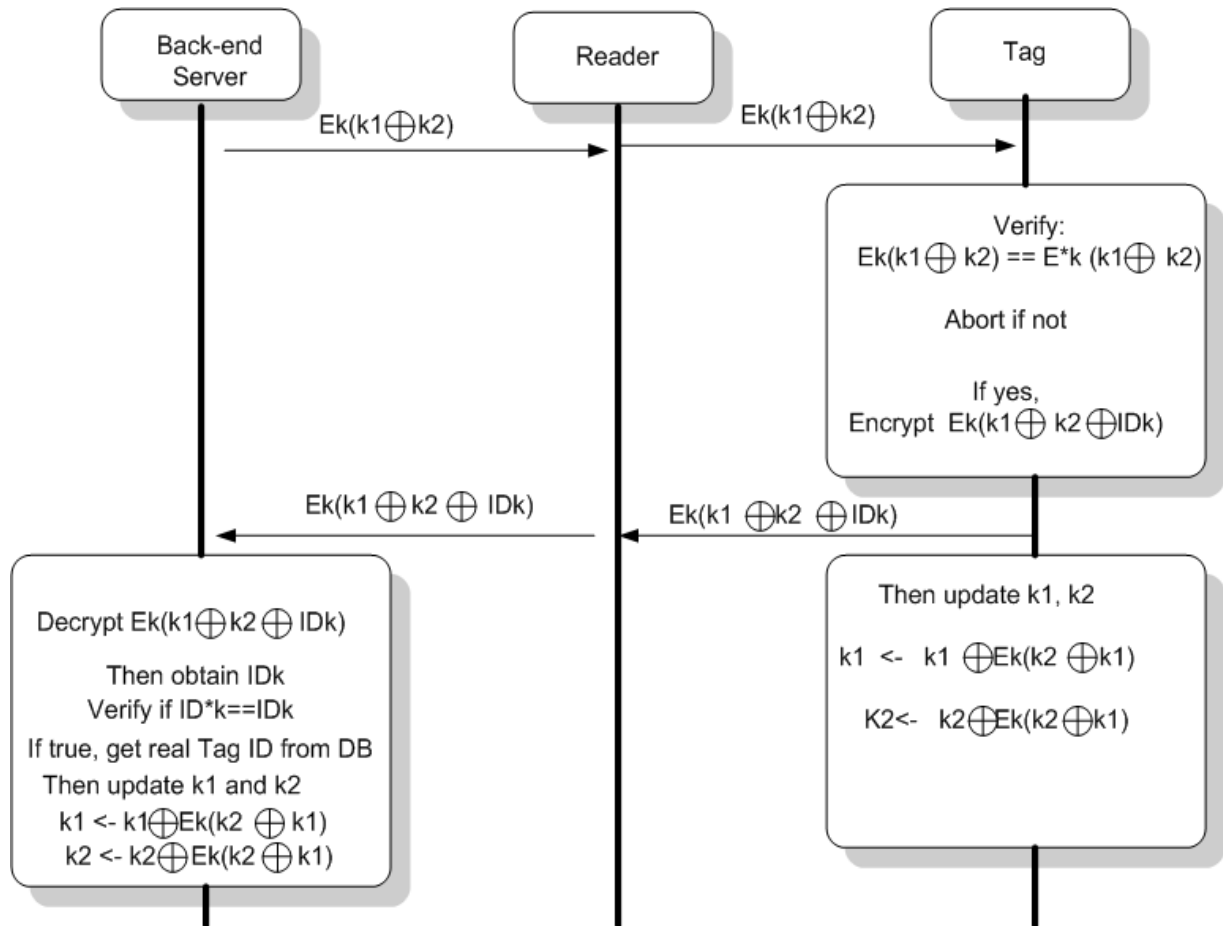 Back-end
Server
Reader
Tag
Ek(k1⊕k2)
Ek(k1⊕k2)
Verify:
Ek(k1⊕ k2) == E*k (k1⊕ k2)
Abort if not
If yes,
Encrypt Ek(k1⊕ k2 ⊕IDk)
Ek(k1 ⊕ k2 ⊕ IDk)
Ek(k1 ⊕k2 ⊕IDk)
Decrypt Ek(k1⊕k2 ⊕ IDk)
Then obtain IDk
Verify if ID*k==IDk
If true, get real Tag ID from DB
Then update k1 and k2
k1 <- k1⊕Ek(k2 ⊕ k1)
k2 <- k2⊕ Ek(k2 ⊕ k1)
Then update k1, k2
k1 <- k1 ⊕Ek(k2 ⊕k1)
K2<- k2⊕Ek(k2⊕k1)